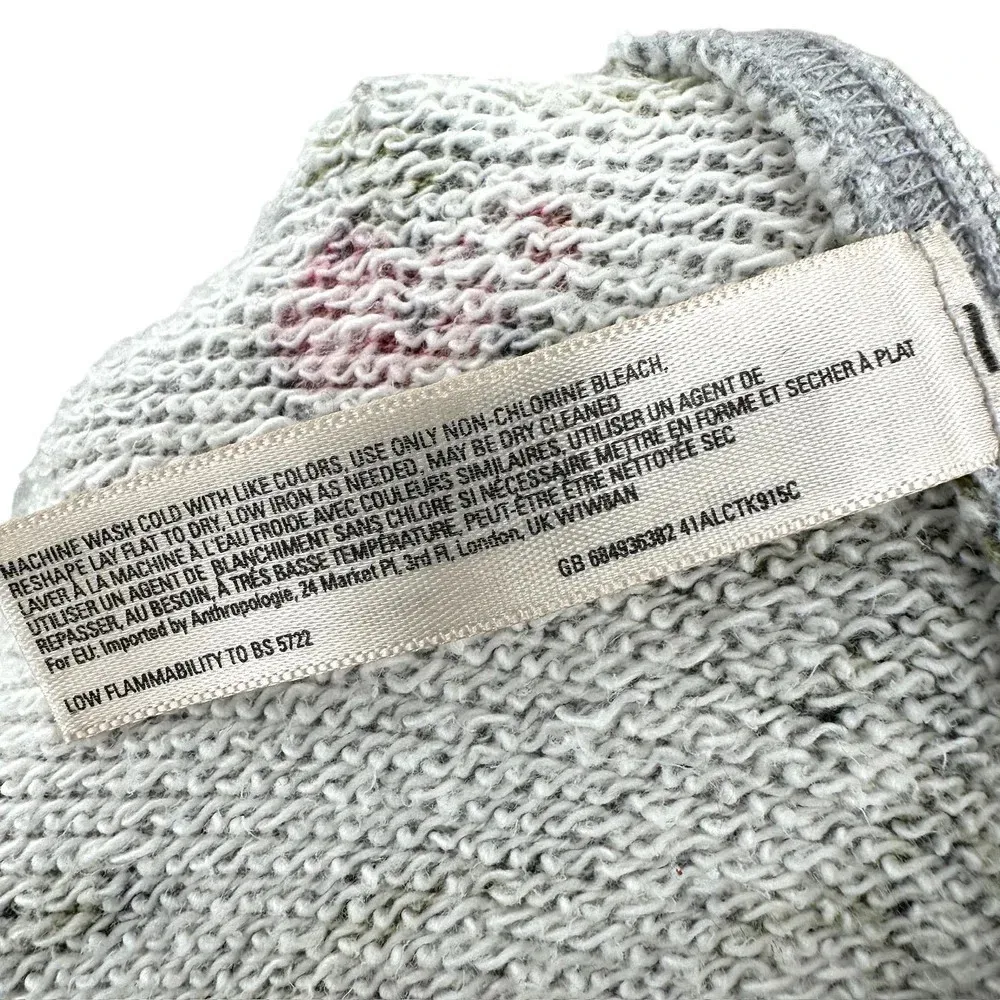 MACHINE WASH COLD WITH LIKE COLORS, USE ONLY NON-CHLORINE BLEACH,
RESHAPE LAY FLAT TO DRY, LOW IRON AS NEEDED. MAY BE DRY CLEANED
LAVER À LA MACHINE À L'EAU FROIDE AVEC COULEURS SIMILAIRES, UTILISER UN AGENT DE
UTILISER UN AGENT DE BLANCHIMENT SANS CHLORE SI NÉCESSAIRE METTRE EN FORME ET SECHER À PLAT
REPASSER, AU BESOIN, À TRÈS BASSE TEMPÉRATURE, PEUT-ÊTRE ÊTRE NETTOYÉE SEC
For EU: Imported by Anthropologie, 24 Market Pl, 3rd Fl, London, UK W1W8AN
GB 684936382 41ALCTK915C
LOW FLAMMABILITY TO BS 5722